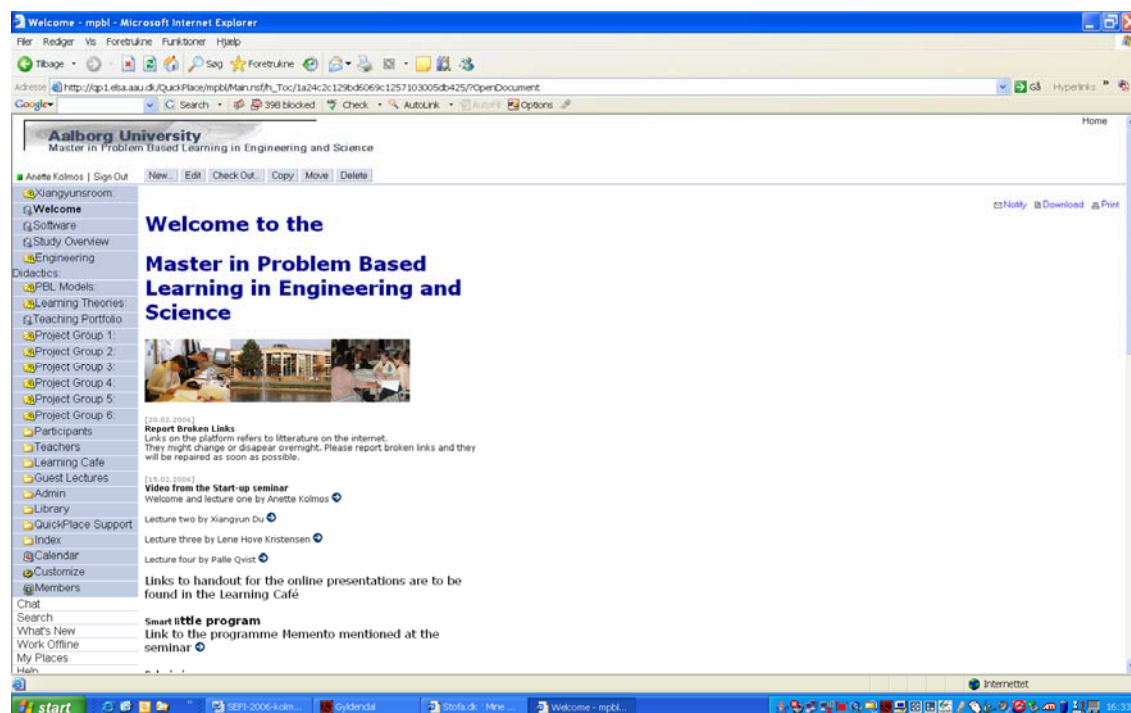 Welcome - mpbl - Microsoft Internet Explorer
Filer Rediger Vis Foretrukne Funktioner Hjælp
Tilbage Søg Foretrukne
Adresse http://qp1.elsa.aau.dk/QuickPlace/mpbl/Main.nsf/h_Toc/1a24c2c129bd6069c1257103005db425/?OpenDocument Gå Hyperlinks »
Google Search 398 blocked Check AutoLink AutoFill Options
Home
Aalborg University
Master in Problem Based Learning in Engineering and Science
Anette Kolmos | Sign Out New... Edit Check Out... Copy Move Delete
Notify Download Print
Xiangyunsroom:
Welcome
Software
Study Overview
Engineering
Didactics:
PBL Models:
Learning Theories:
Teaching Portfolio
Project Group 1:
Project Group 2:
Project Group 3:
Project Group 4:
Project Group 5:
Project Group 6:
Participants
Teachers
Learning Cafe
Guest Lectures
Admin
Library
QuickPlace Support
Index
Calendar
Customize
Members
Chat
Search
What's New
Work Offline
My Places
Help
Welcome to the
Master in Problem Based
Learning in Engineering and
Science
[20.02.2006]
Report Broken Links
Links on the platform refers to litterature on the internet.
They might change or disapear overnight. Please report broken links and they
will be repaired as soon as possible.
[15.02.2006]
Video from the Start-up seminar
Welcome and lecture one by Anette Kolmos
Lecture two by Xiangyun Du
Lecture three by Lene Hove Kristensen
Lecture four by Palle Qvist
Links to handout for the online presentations are to be
found in the Learning Café
Smart little program
Link to the programme Memento mentioned at the
seminar
Internettet
start SEFI-2006-kolm... Gyldendal Stofa.dk - Mine ... Welcome - mpbl... 16:33